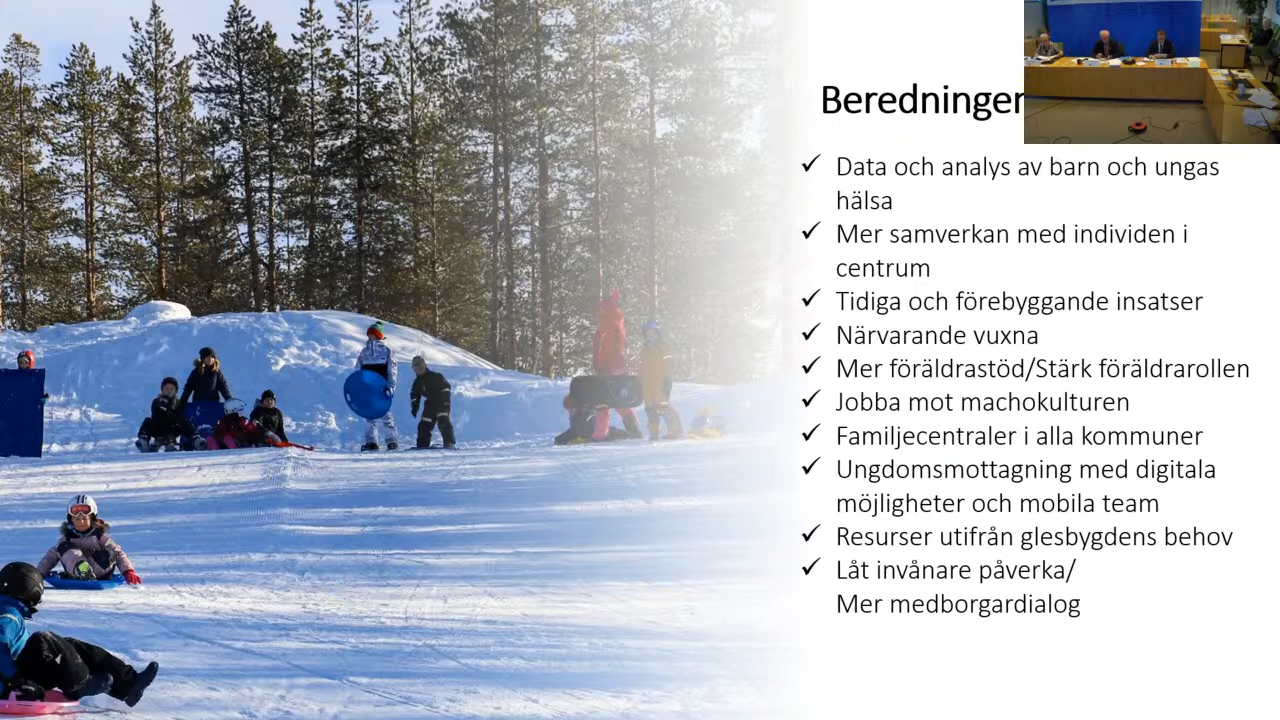 Beredningen
✓ Data och analys av barn och ungas
hälsa
✓ Mer samverkan med individen i
centrum
✓ Tidiga och förebyggande insatser
✓ Närvarande vuxna
✓ Mer föräldrastöd/Stärk föräldrarollen
✓ Jobba mot machokulturen
✓ Familjecentraler i alla kommuner
✓ Ungdomsmottagning med digitala
möjligheter och mobila team
✓ Resurser utifrån glesbygdens behov
✓ Låt invånare påverka/
Mer medborgardialog